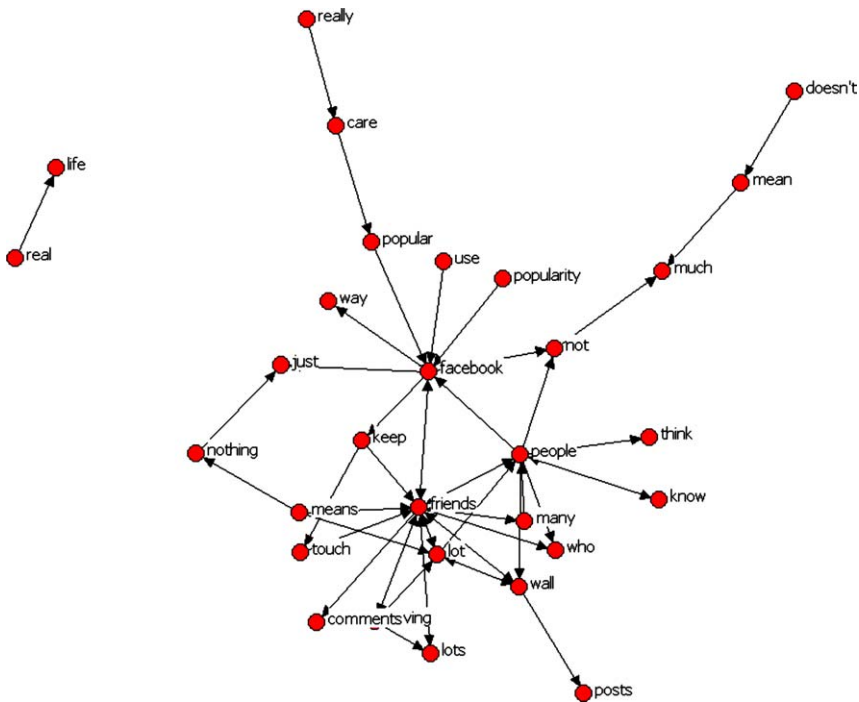 really
doesn't
care
life
mean
popular
real
use
much
popularity
way
not
just
facebook
think
keep
nothing
people
know
friends
means
many
touch
lot
who
wall
comments
ving
lots
posts